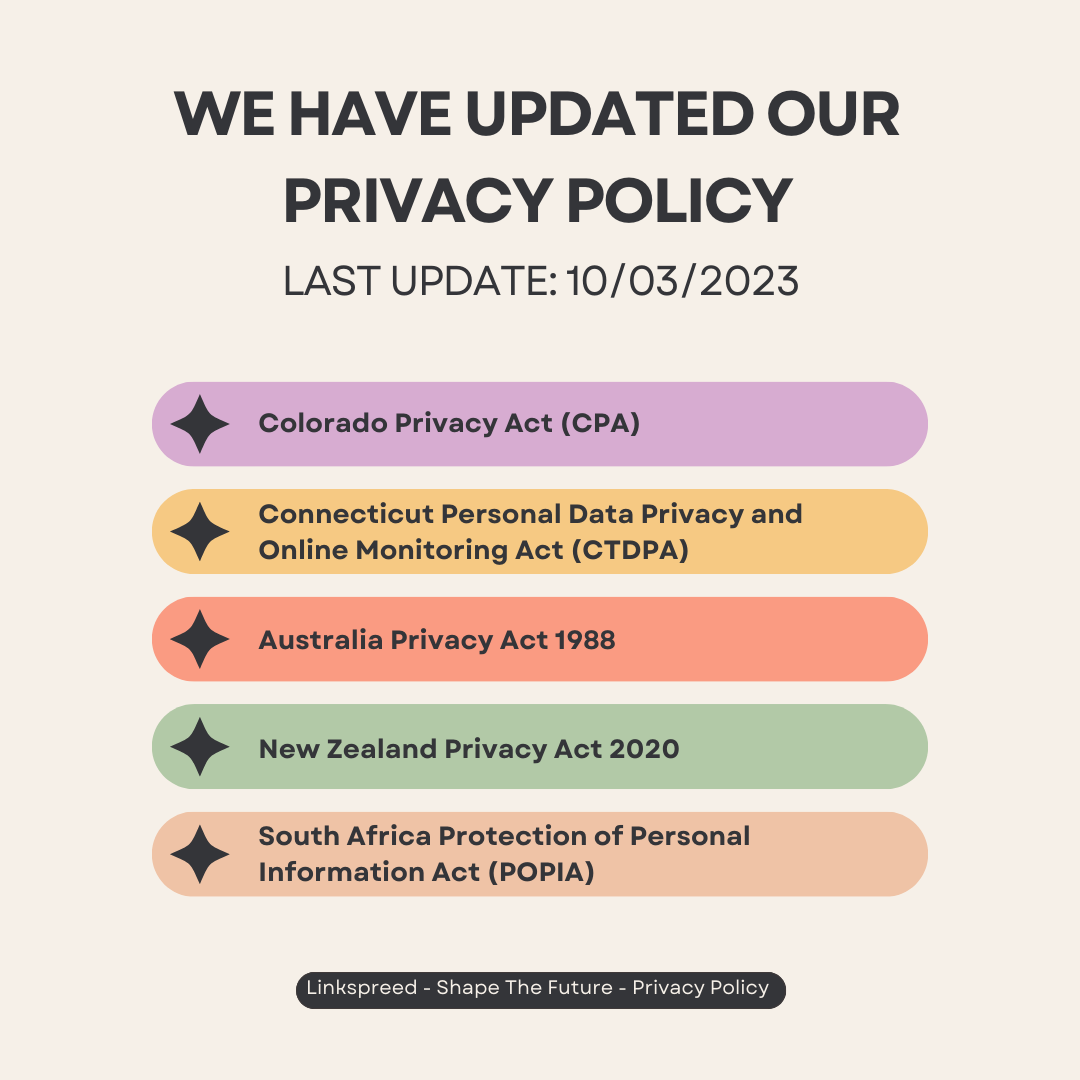 WE HAVE UPDATED OUR
PRIVACY POLICY
LAST UPDATE: 10/03/2023
Colorado Privacy Act (CPA)
Connecticut Personal Data Privacy and
Online Monitoring Act (CTDPA)
Australia Privacy Act 1988
New Zealand Privacy Act 2020
South Africa Protection of Personal
Information Act (POPIA)
Linkspreed - Shape The Future - Privacy Policy